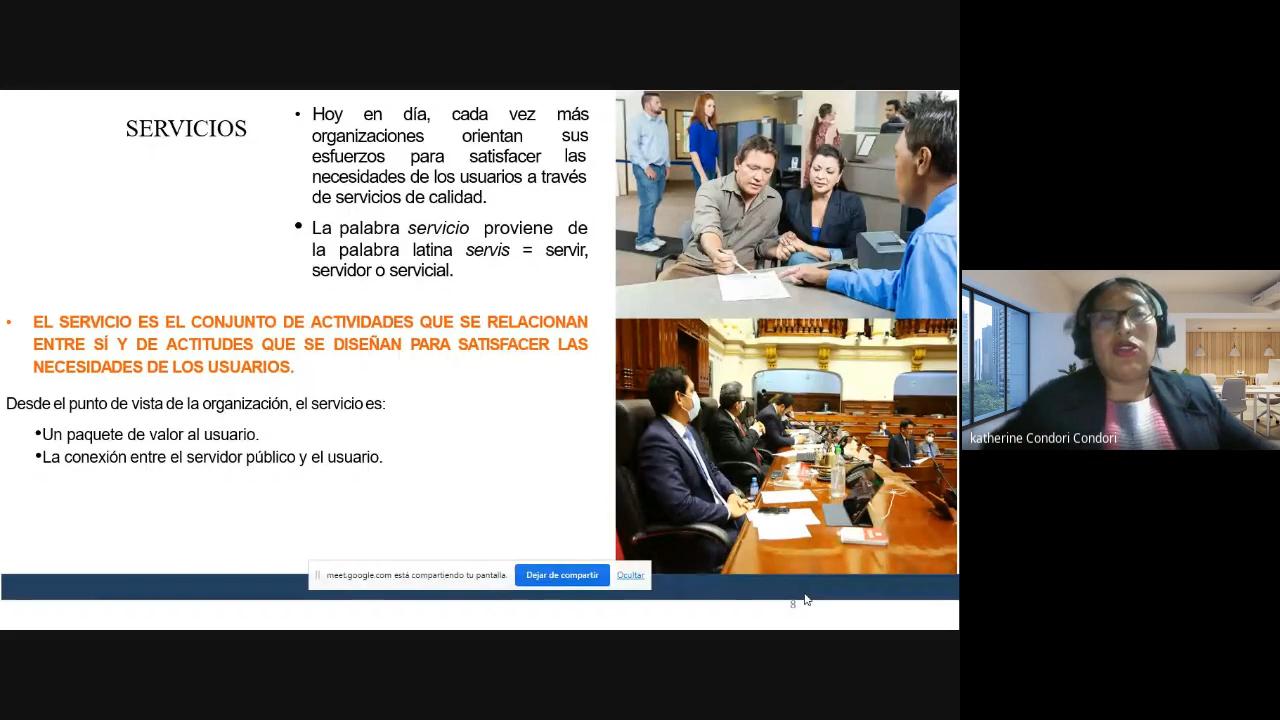 SERVICIOS
• Hoy en día, cada vez más
organizaciones orientan sus
esfuerzos para satisfacer las
necesidades de los usuarios a través
de servicios de calidad.
• La palabra servicio proviene de
la palabra latina servis = servir,
servidor o servicial.
• EL SERVICIO ES EL CONJUNTO DE ACTIVIDADES QUE SE RELACIONAN
ENTRE SÍ Y DE ACTITUDES QUE SE DISEÑAN PARA SATISFACER LAS
NECESIDADES DE LOS USUARIOS.
Desde el punto de vista de la organización, el servicio es:
•Un paquete de valor al usuario.
•La conexión entre el servidor público y el usuario.
meet.google.com está compartiendo tu pantalla. Dejar de compartir Ocultar
8
katherine Condori Condori